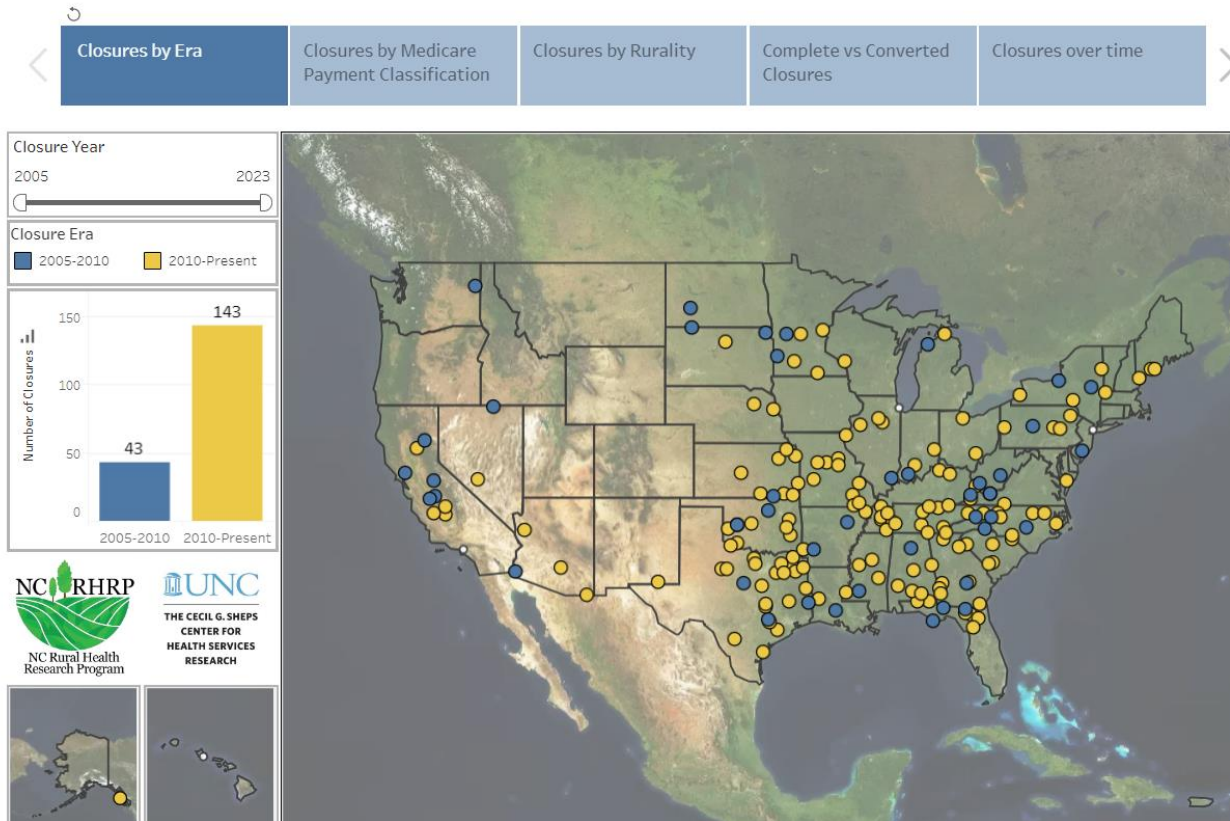 Closures by Era
Closures by Medicare
Payment Classification
Closures by Rurality
Complete vs Converted
Closures
Closures over time
Closure Year
2005 2023
Closure Era
2005-2010 2010-Present
Number of Closures
150
100
50
0
43
143
2005-2010 2010-Present
NC RHRP
NC Rural Health
Research Program
UNC
THE CECIL G. SHEPS
CENTER FOR
HEALTH SERVICES
RESEARCH